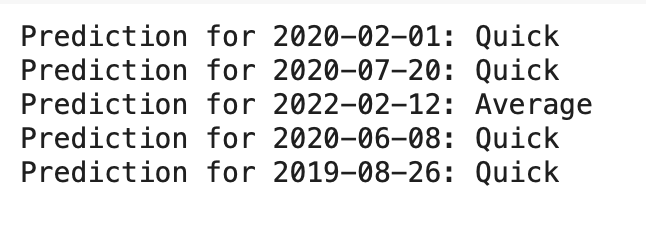 Prediction for 2020-02-01: Quick
Prediction for 2020-07-20: Quick
Prediction for 2022-02-12: Average
Prediction for 2020-06-08: Quick
Prediction for 2019-08-26: Quick